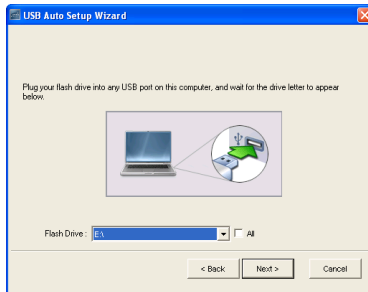 USB Auto Setup Wizard
Plug your flash drive into any USB port on this computer, and wait for the drive letter to appear
below.
Flash Drive : E:\ All
< Back Next > Cancel